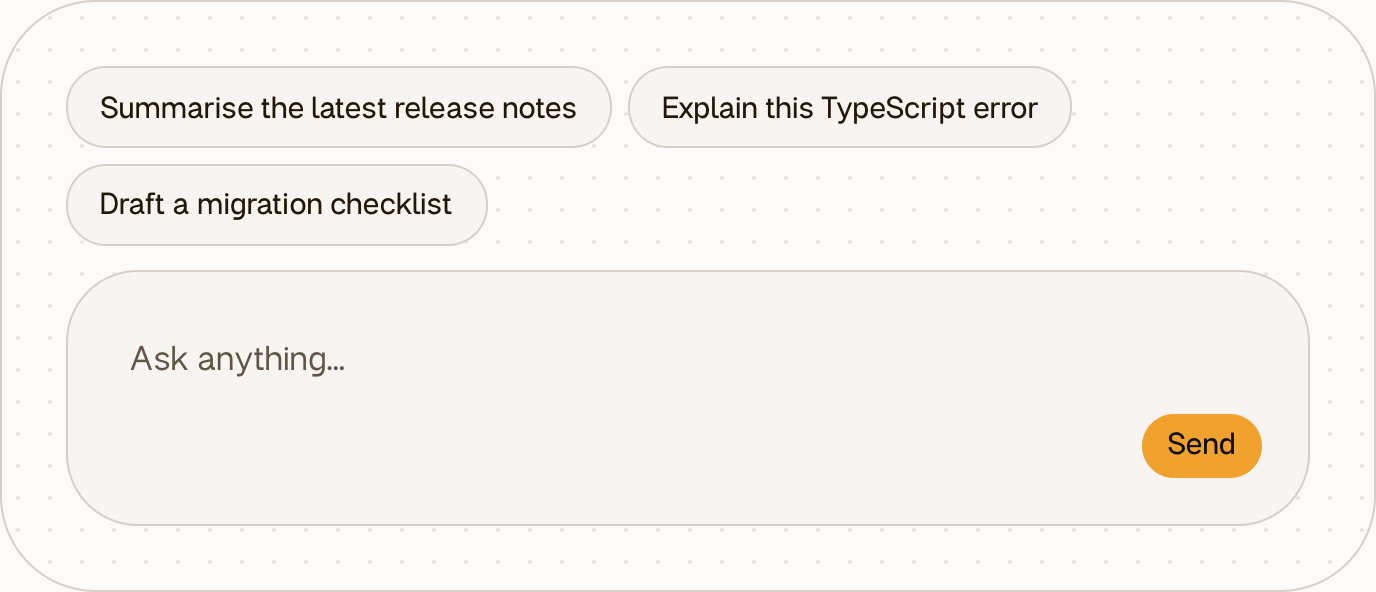 Summarise the latest release notes
Explain this TypeScript error
Draft a migration checklist
Ask anything...
Send